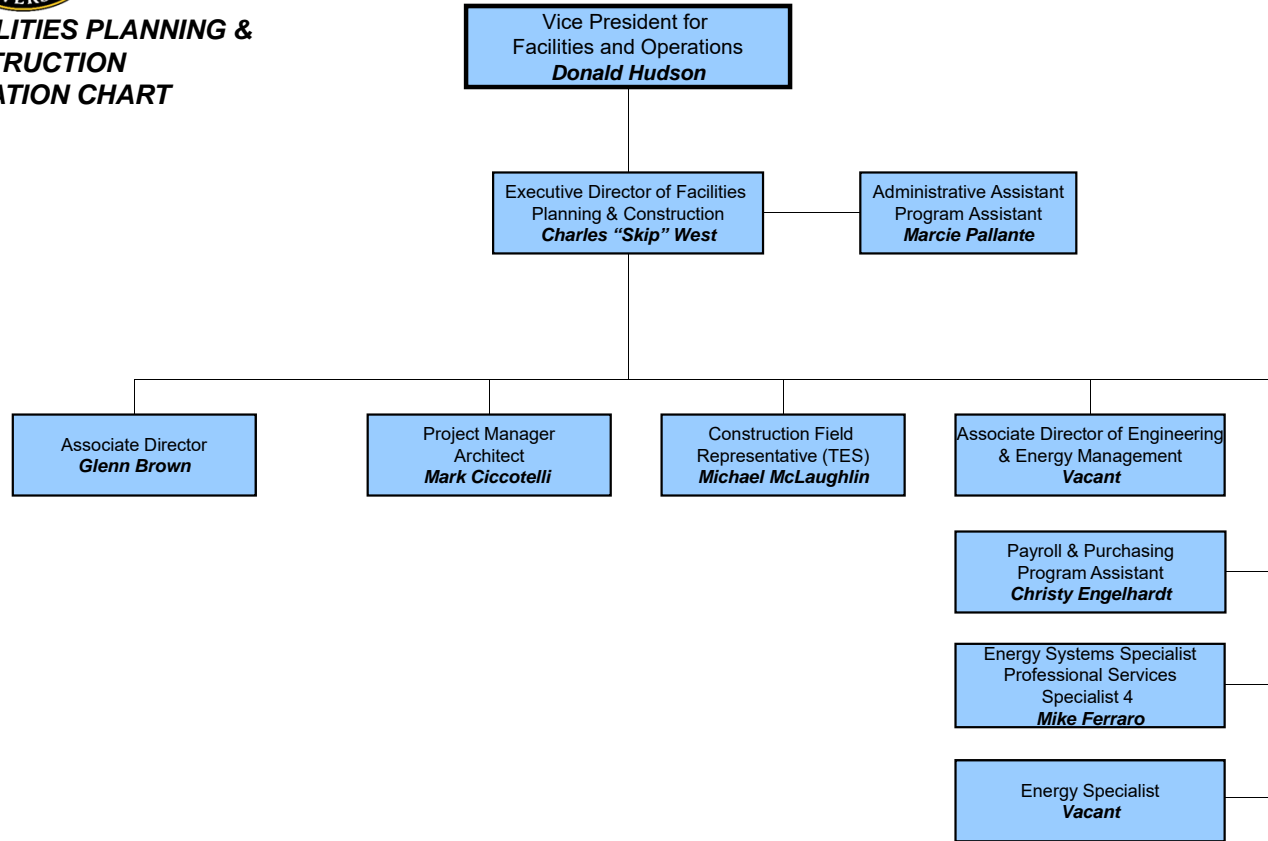 PLANNING &
CHART
Vice President for
Facilities and Operations
Donald Hudson
Executive Director of Facilities
Planning & Construction
Charles “Skip” West
Administrative Assistant
Program Assistant
Marcie Pallante
Associate Director
Glenn Brown
Project Manager
Architect
Mark Ciccotelli
Construction Field
Representative (TES)
Michael McLaughlin
Associate Director of Engineering
& Energy Management
Vacant
Payroll & Purchasing
Program Assistant
Christy Engelhardt
Energy Systems Specialist
Professional Services
Specialist 4
Mike Ferraro
Energy Specialist
Vacant